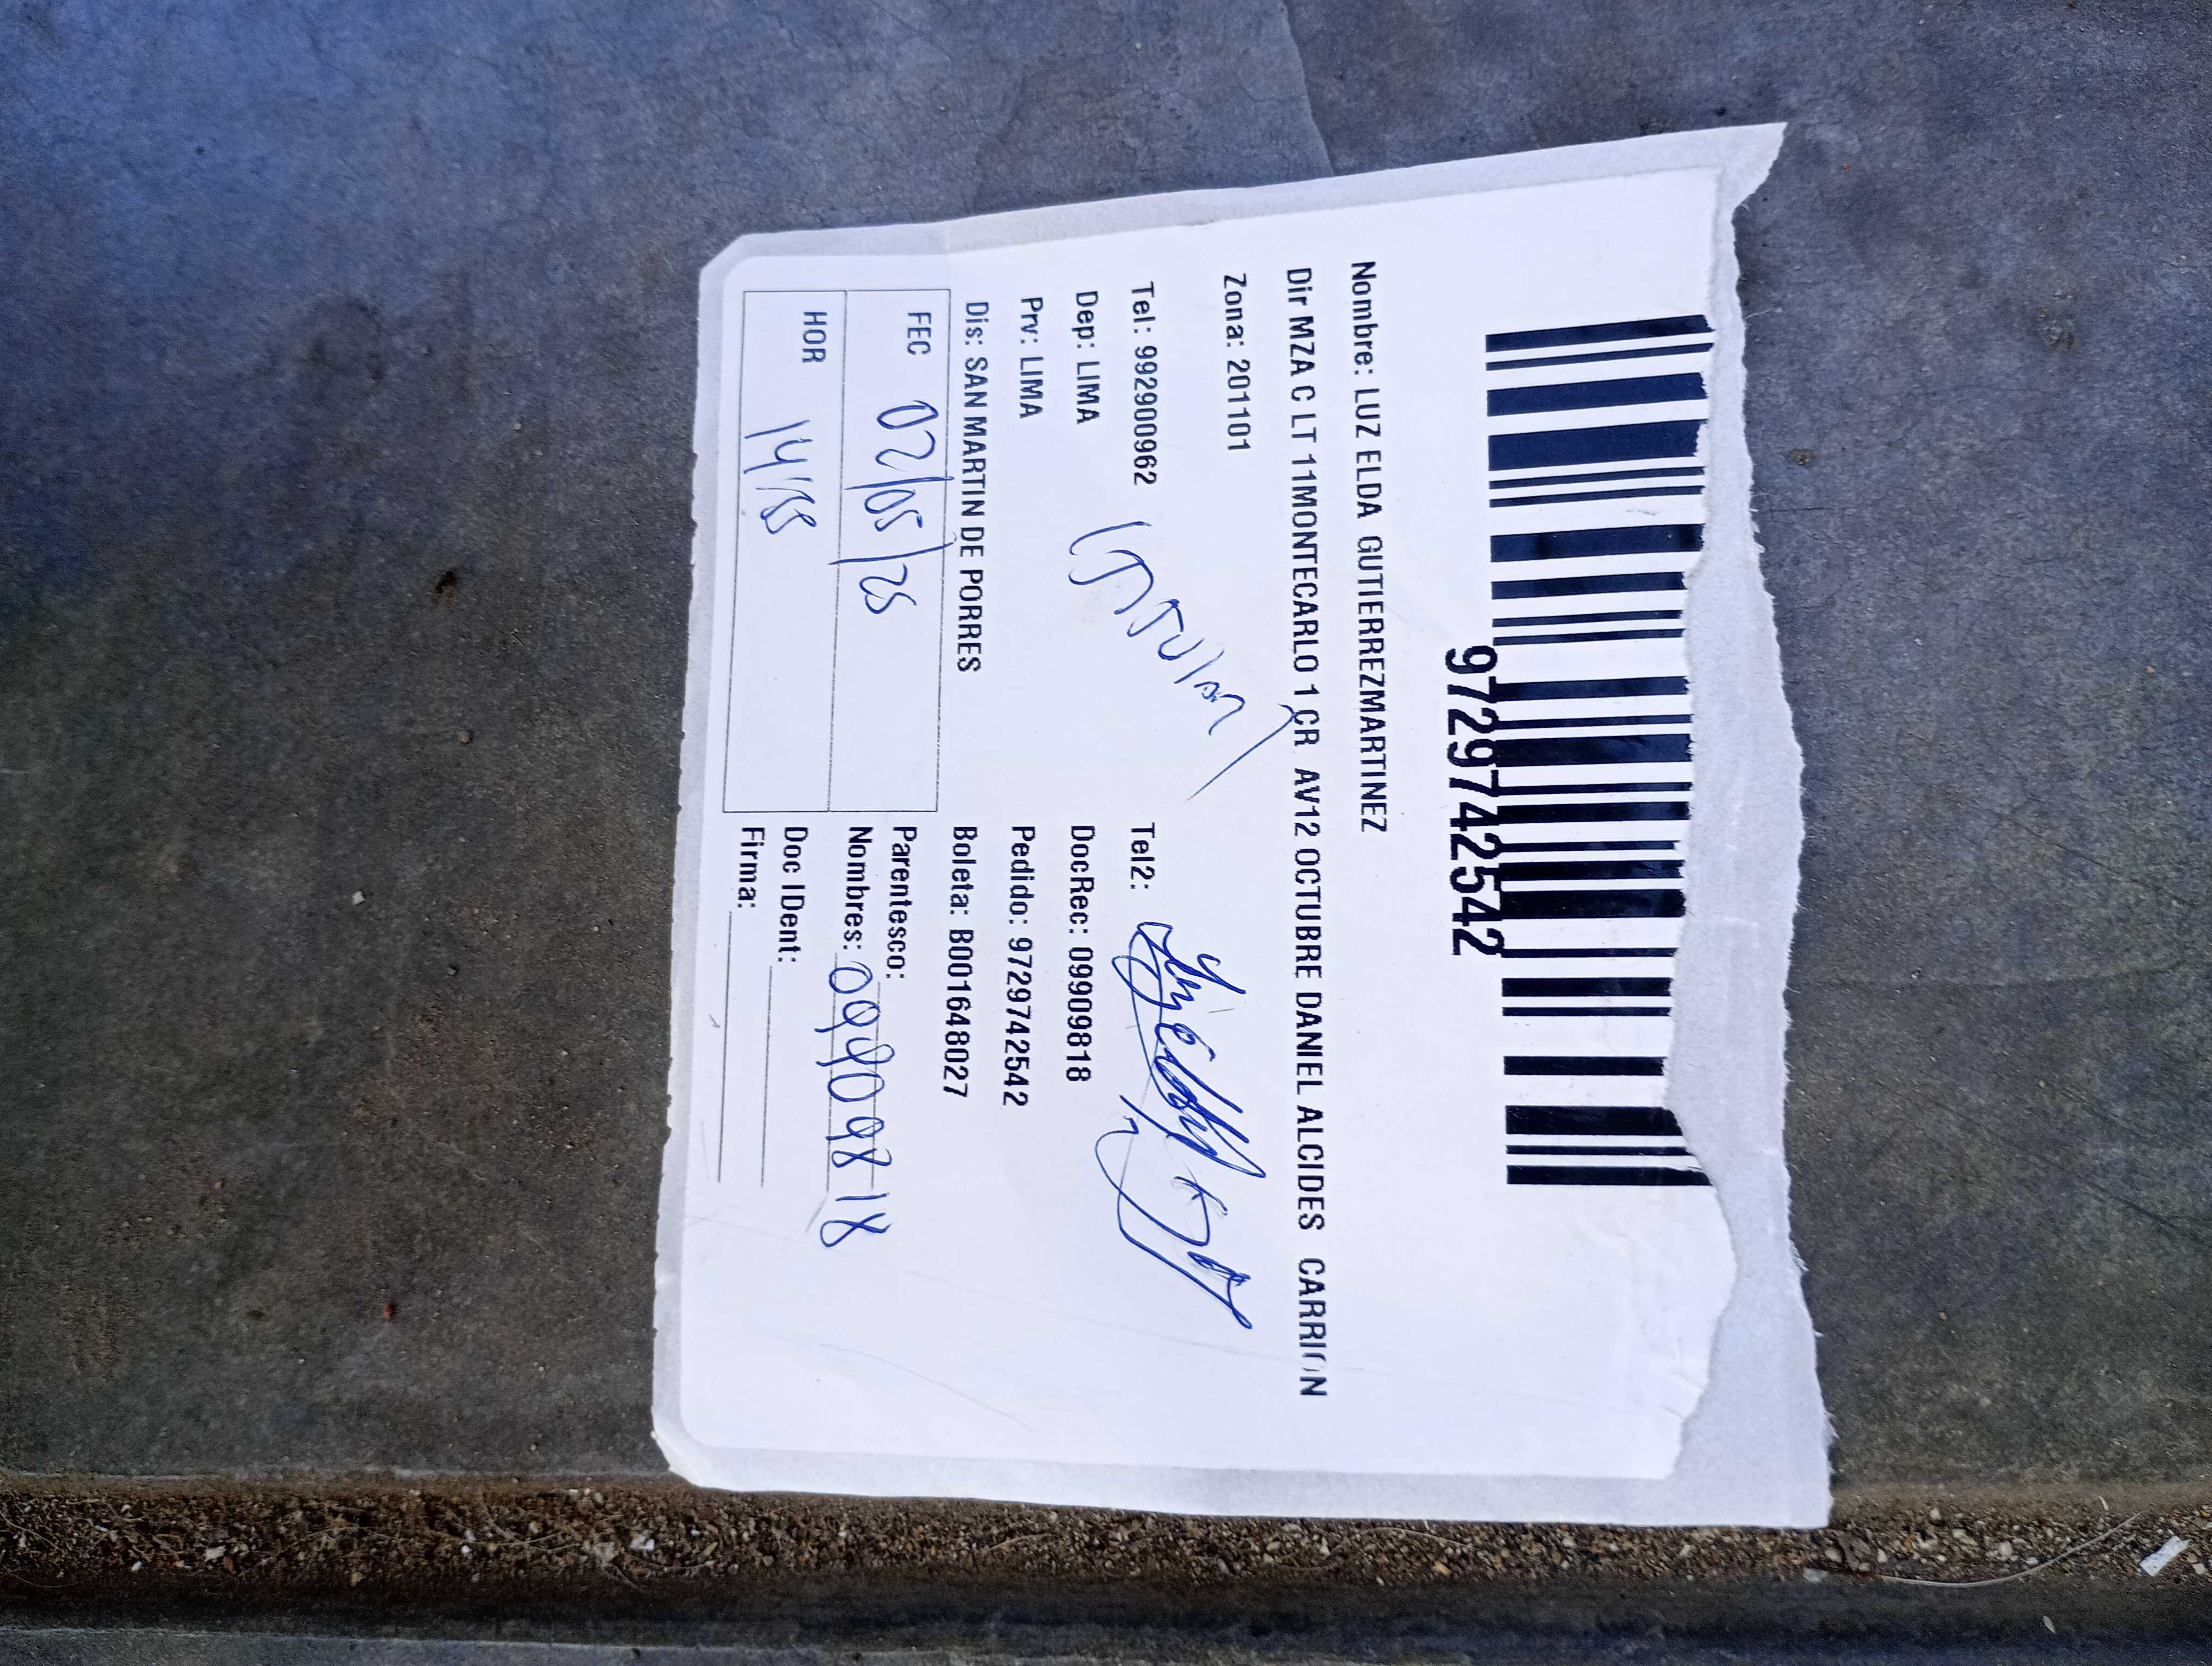 9729742542
Nombre: LUZ ELDA GUTIERREZMARTINEZ
Dir MZA C LT 11MONTECARLO 1 CR AV12 OCTUBRE DANIEL ALCIDES CARRION
Zona: 201101
Tel: 992900962 Tel2:
Dep: LIMA DocRec: 09909818
Prv: LIMA Pedido: 9729742542
Dis: SAN MARTIN DE PORRES Boleta: B001648027
FEC 02/05/25 Parentesco:
Nombres: 09909818
HOR 14:55 Doc IDent:
Firma: